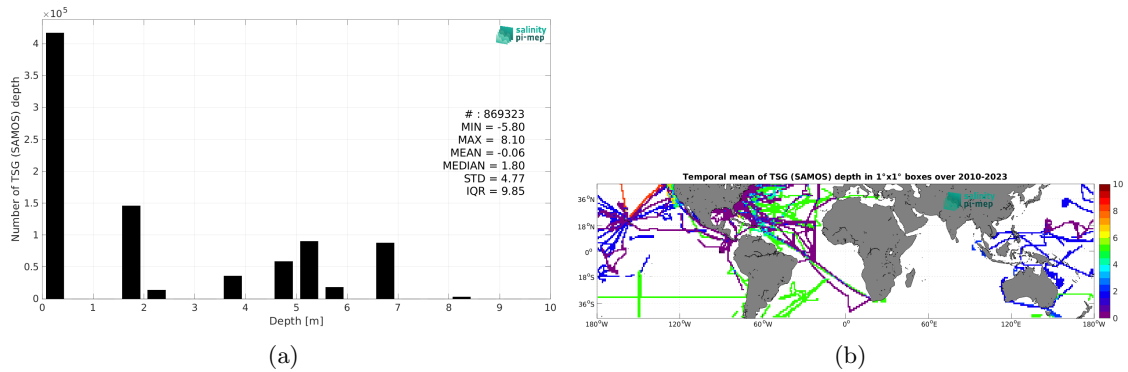 ×10⁵
4
3.5
3
2.5
2
1.5
1
0.5
0
0 1 2 3 4 5 6 7 8 9 10
Number of TSG (SAMOS) depth
Depth [m]
salinity
pi-mep
# : 869323
MIN = -5.80
MAX = 8.10
MEAN = -0.06
MEDIAN = 1.80
STD = 4.77
IQR = 9.85
(a)
Temporal mean of TSG (SAMOS) depth in 1°x1° boxes over 2010-2023
salinity
pi-mep
36°N
18°N
0°
18°S
36°S
180°W 120°W 60°W 0°E 60°E 120°E 180°W
10
8
6
4
2
0
(b)